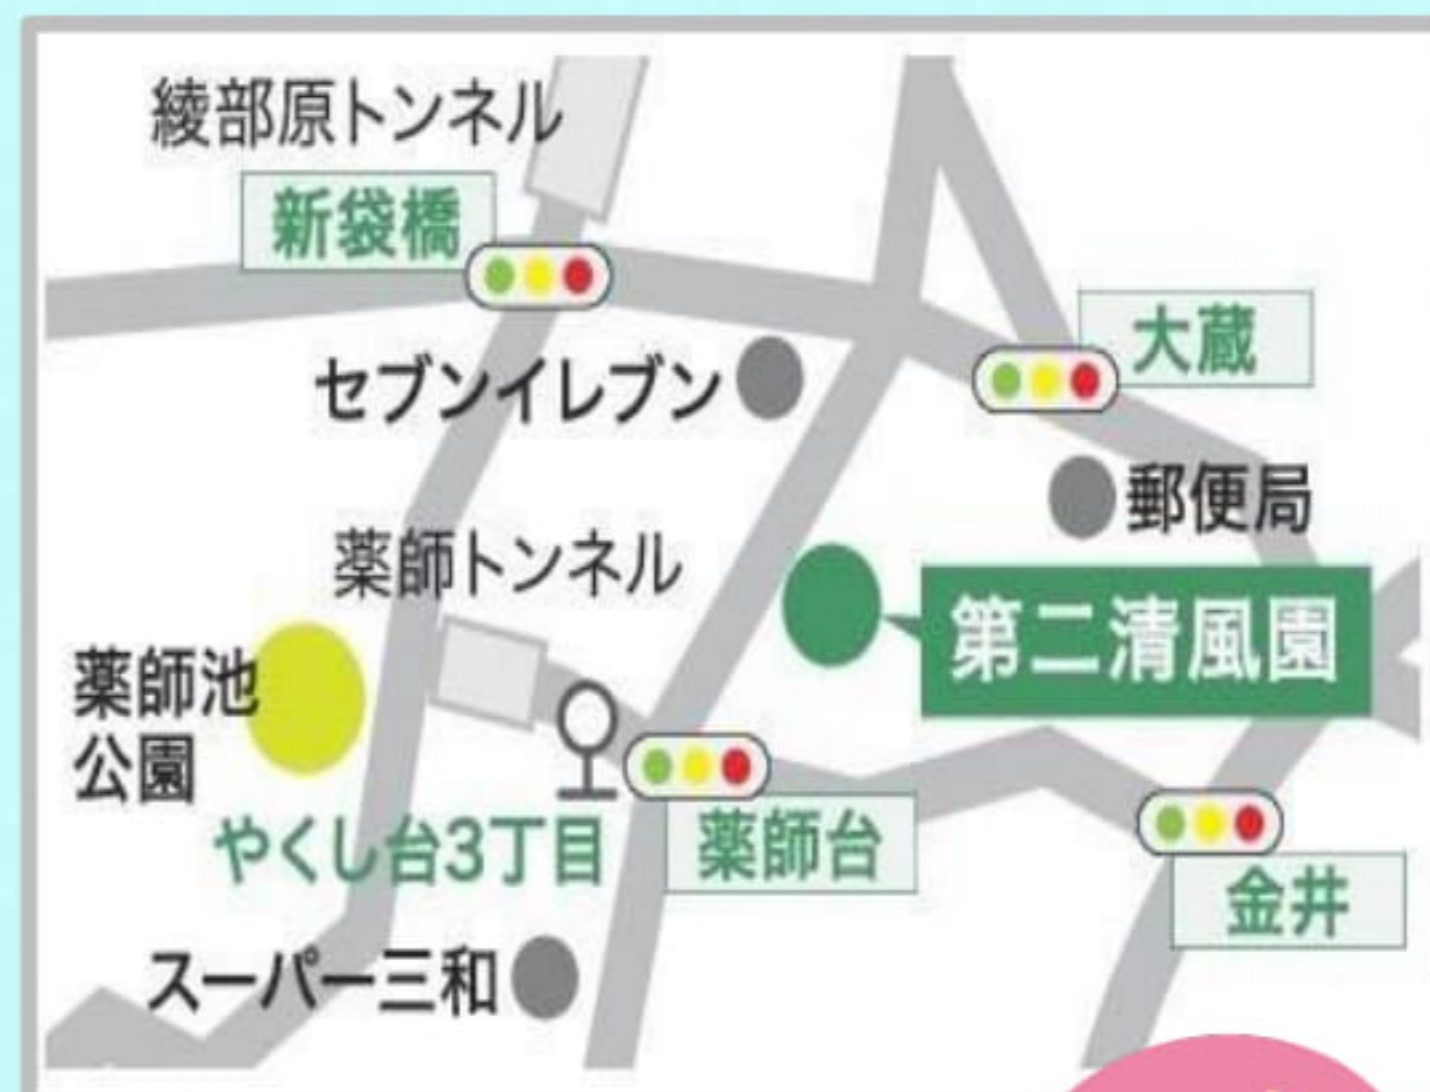 綾部原トンネル
新袋橋
大蔵
セブンイレブン
郵便局
薬師トンネル
第二清風園
薬師池
公園
やくし台3丁目
薬師台
金井
スーパー三和